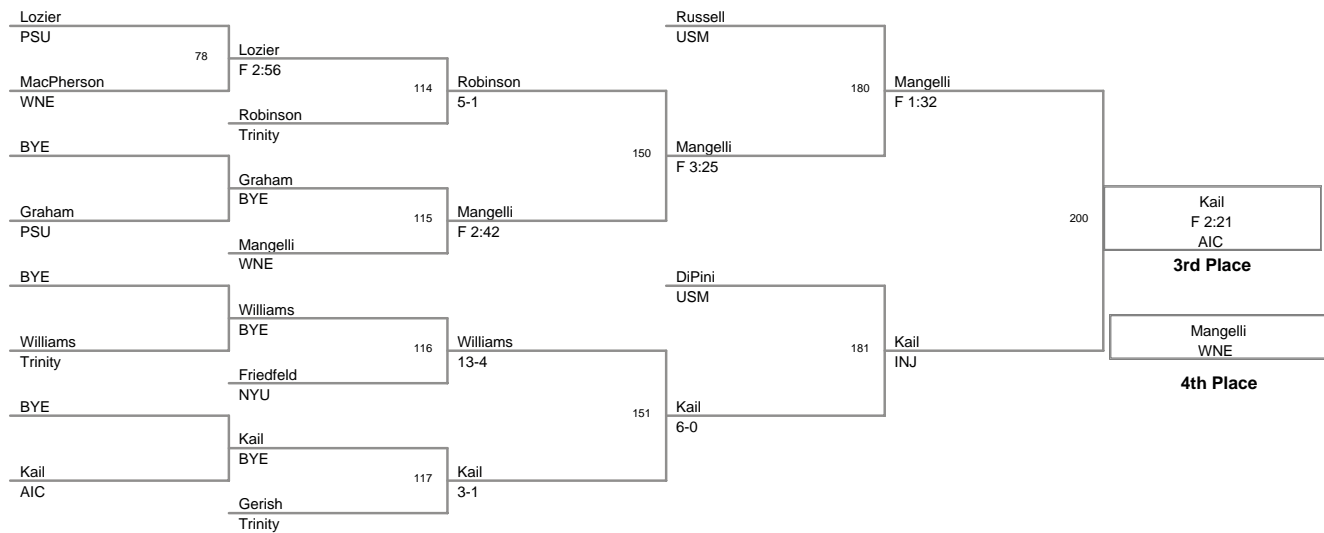 Lozier
PSU
78
MacPherson
WNE
BYE
Graham
PSU
BYE
Williams
Trinity
BYE
Kail
AIC
Lozier
F 2:56
114
Robinson
Trinity
Graham
BYE
115
Mangelli
WNE
Williams
BYE
116
Friedfeld
NYU
Kail
BYE
117
Gerish
Trinity
Robinson
5-1
150
Mangelli
F 2:42
Williams
13-4
151
Kail
3-1
Russell
USM
180
Mangelli
F 3:25
DiPini
USM
181
Kail
6-0
Mangelli
F 1:32
200
Kail
INJ
Kail
F 2:21
AIC
3rd Place
Mangelli
WNE
4th Place